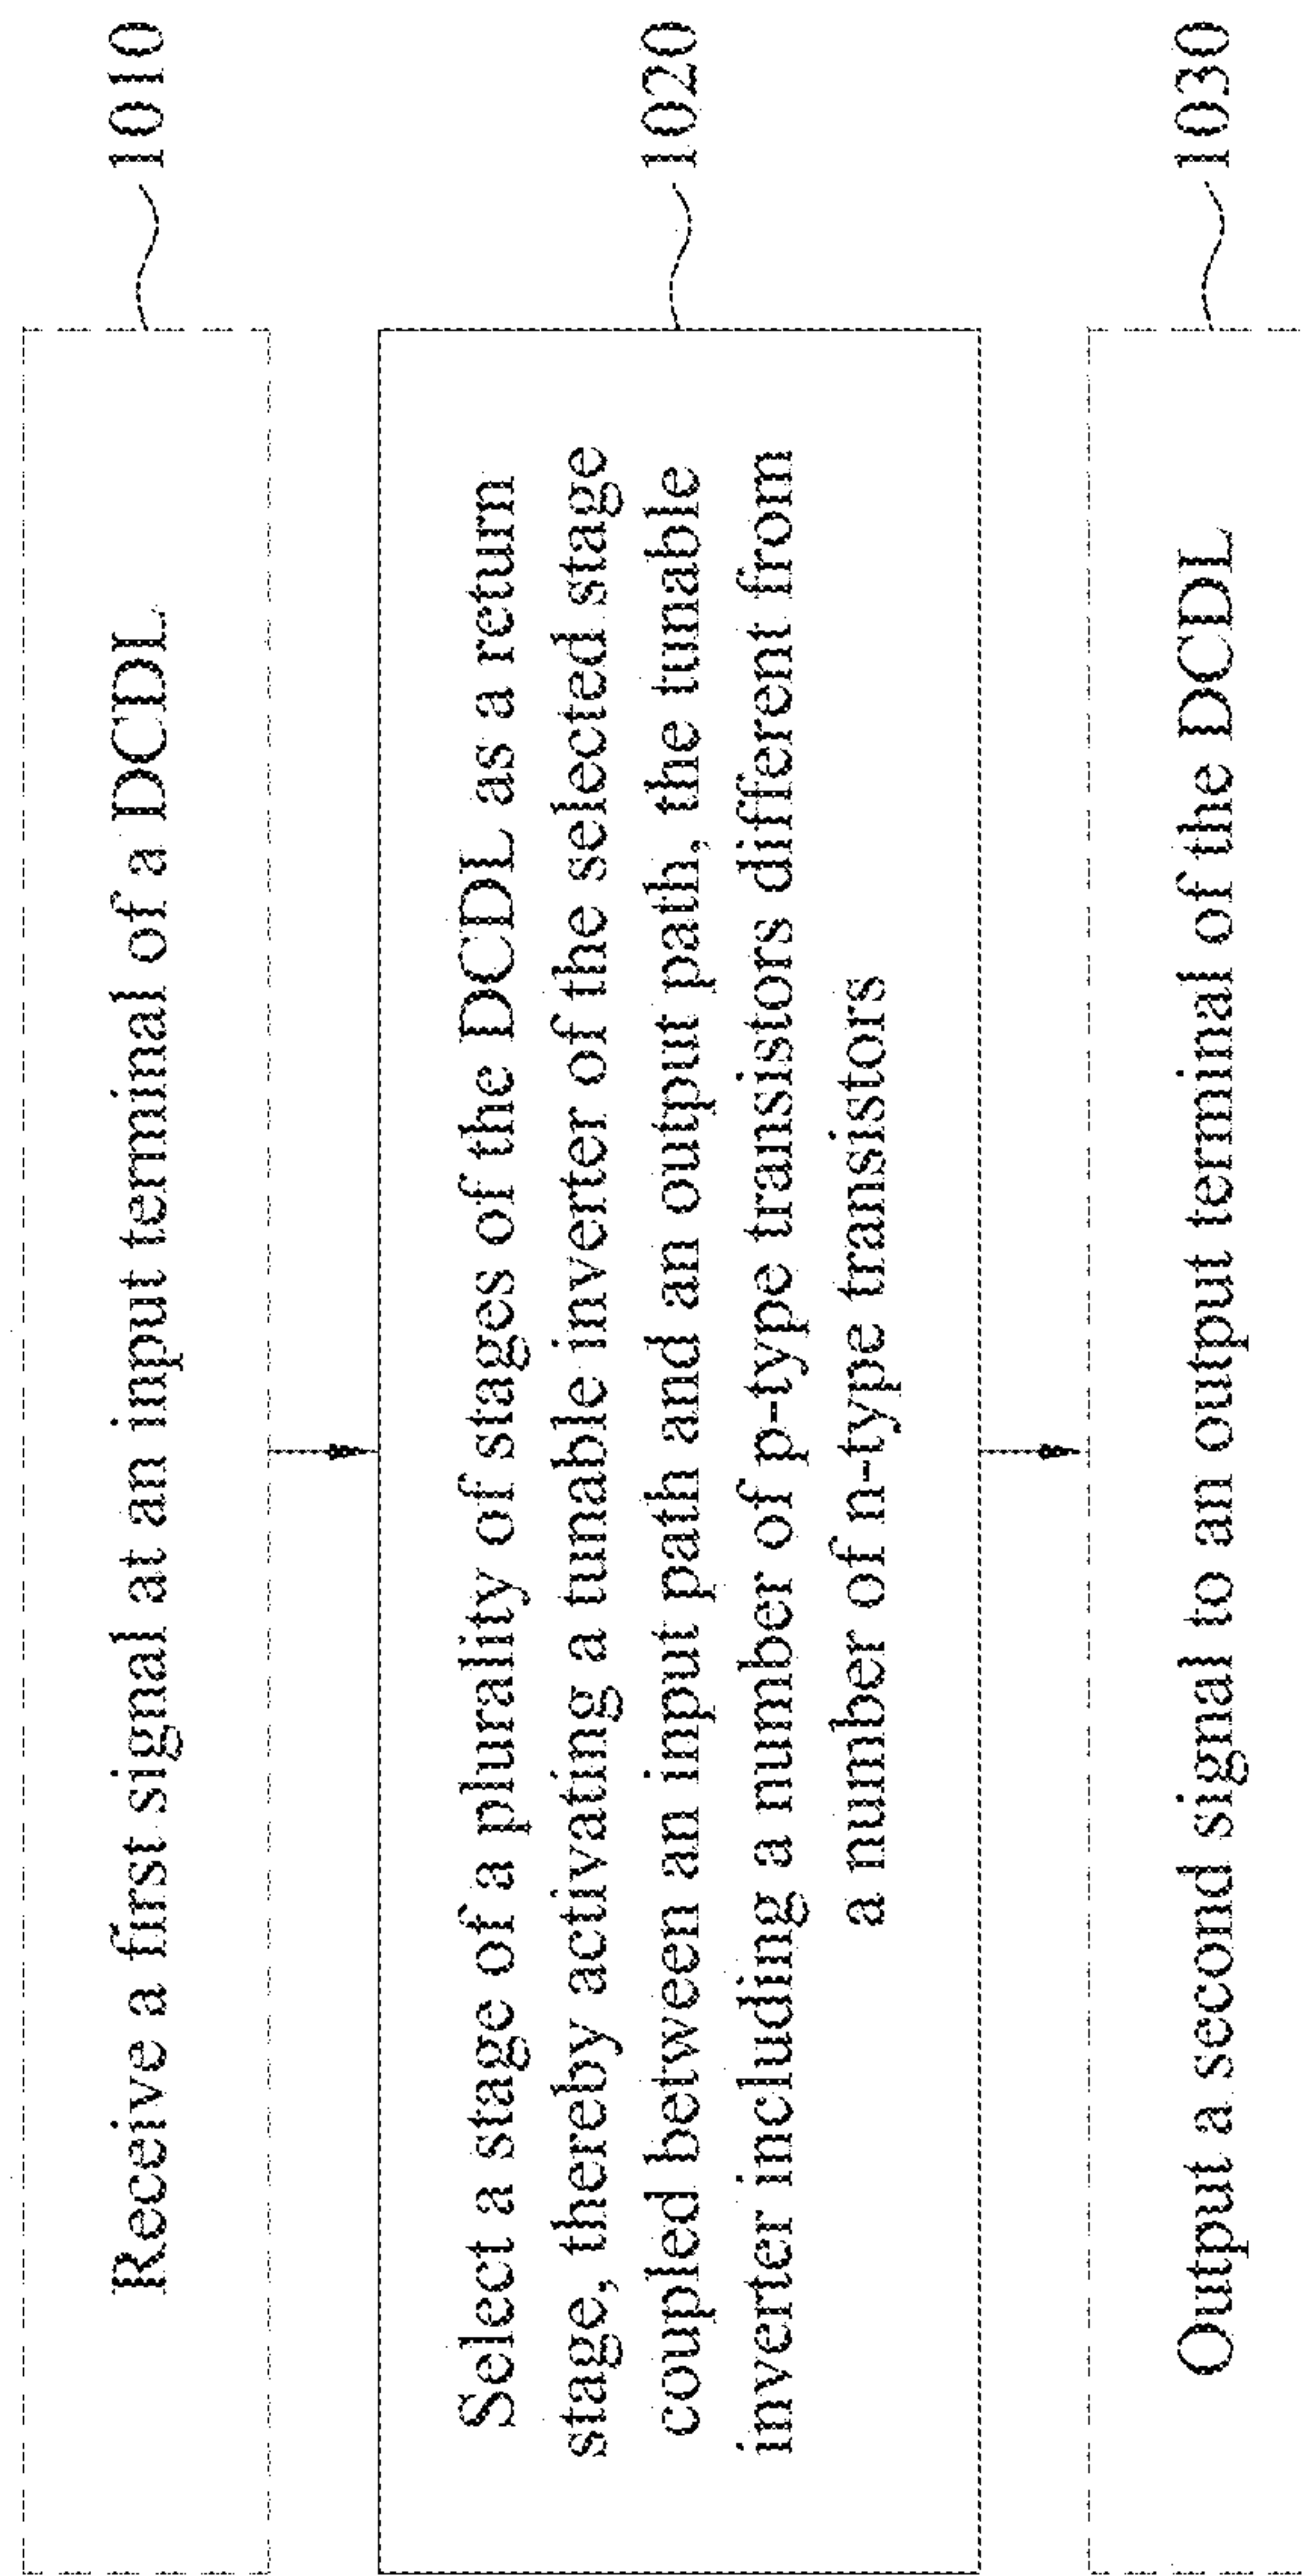 Receive a first signal at an input terminal of a DCDL
1010
Select a stage of a plurality of stages of the DCDL as a return
stage, thereby activating a tunable inverter of the selected stage
coupled between an input path and an output path, the tunable
inverter including a number of p-type transistors different from
a number of n-type transistors
1020
Output a second signal to an output terminal of the DCDL
1030